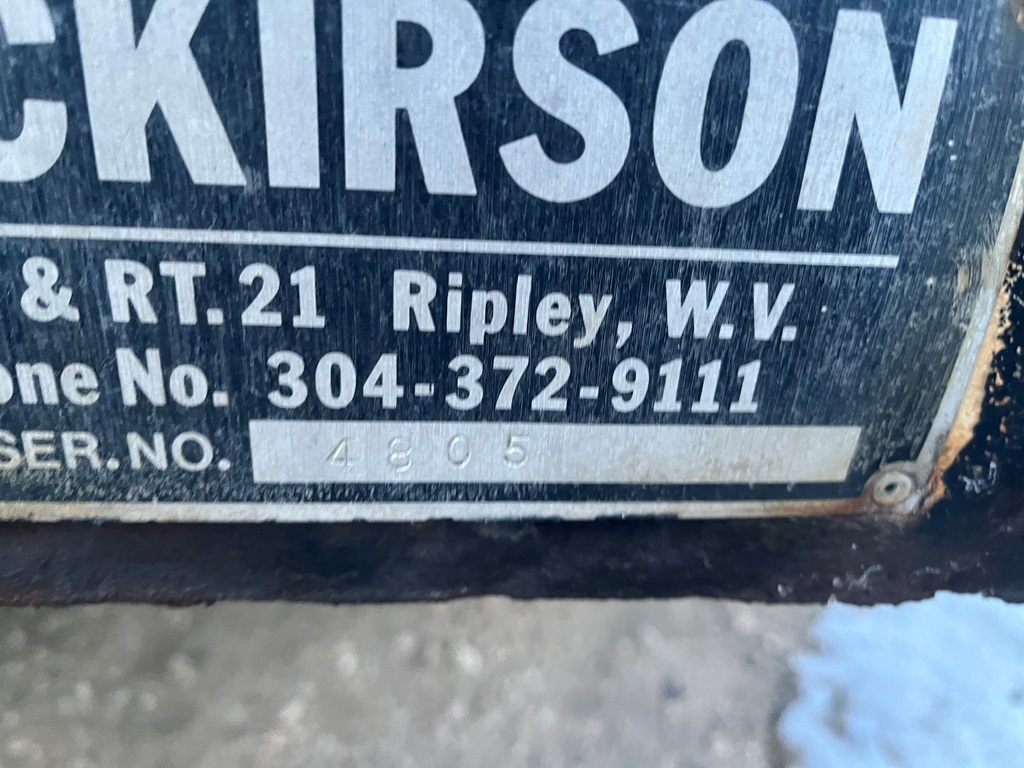 CKIRSON
& RT. 21 Ripley, W.V.
one No. 304-372-9111
SER. NO. 4805